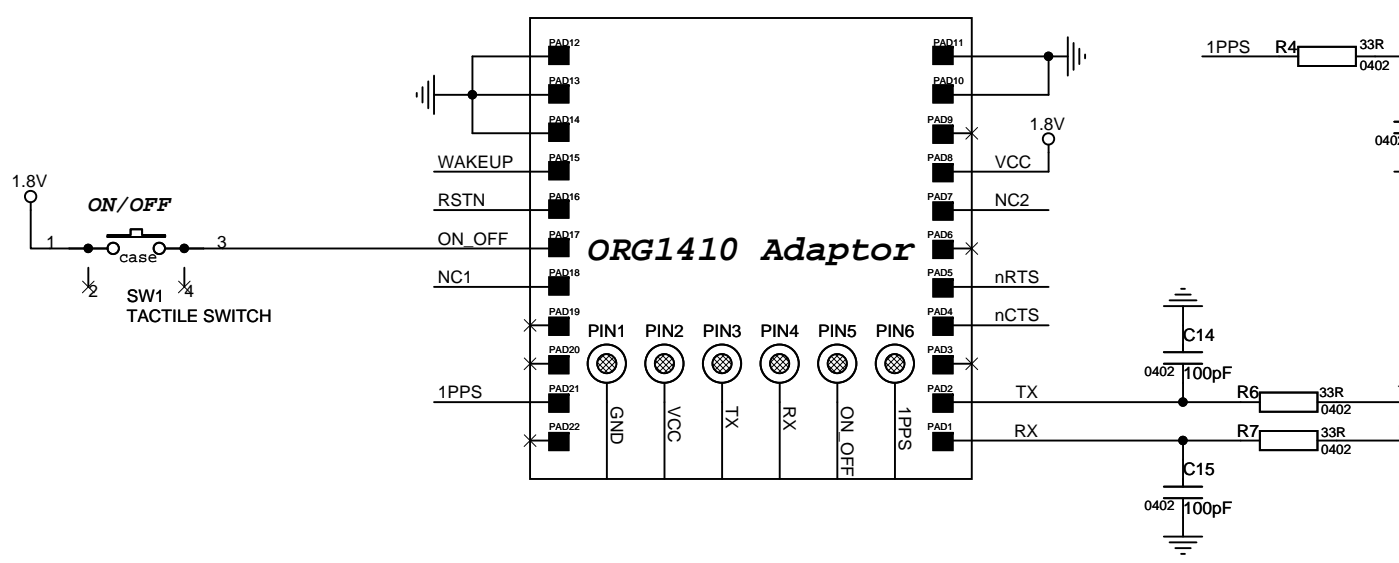 PAD12
PAD11
1PPS
R4
33R
0402
PAD13
PAD10
PAD14
PAD9
1.8V
WAKEUP
PAD15
PAD8
VCC
1.8V
ON/OFF
RSTN
PAD16
PAD7
NC2
1
3
ON_OFF
PAD17
ORG1410 Adaptor
PAD6
case
2
4
NC1
PAD18
PAD5
nRTS
SW1
TACTILE SWITCH
PAD19
PAD4
nCTS
PIN1
PIN2
PIN3
PIN4
PIN5
PIN6
C14
PAD20
PAD3
0402
100pF
1PPS
PAD21
PAD2
TX
R6
33R
0402
GND
VCC
TX
RX
ON_OFF
1PPS
PAD22
PAD1
RX
R7
33R
0402
C15
0402
100pF